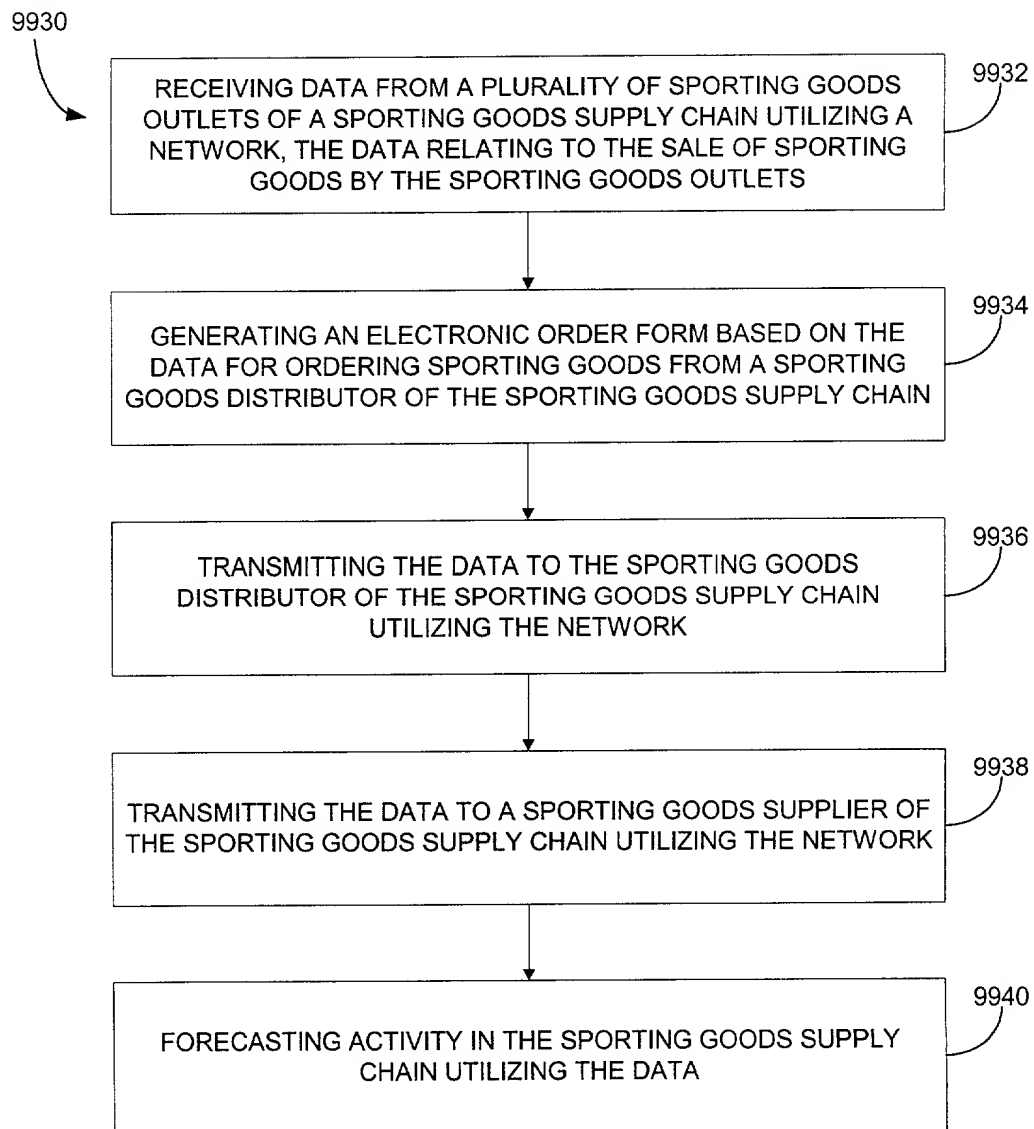 9930
RECEIVING DATA FROM A PLURALITY OF SPORTING GOODS
OUTLETS OF A SPORTING GOODS SUPPLY CHAIN UTILIZING A
NETWORK, THE DATA RELATING TO THE SALE OF SPORTING
GOODS BY THE SPORTING GOODS OUTLETS
9932
GENERATING AN ELECTRONIC ORDER FORM BASED ON THE
DATA FOR ORDERING SPORTING GOODS FROM A SPORTING
GOODS DISTRIBUTOR OF THE SPORTING GOODS SUPPLY CHAIN
9934
TRANSMITTING THE DATA TO THE SPORTING GOODS
DISTRIBUTOR OF THE SPORTING GOODS SUPPLY CHAIN
UTILIZING THE NETWORK
9936
TRANSMITTING THE DATA TO A SPORTING GOODS SUPPLIER OF
THE SPORTING GOODS SUPPLY CHAIN UTILIZING THE NETWORK
9938
FORECASTING ACTIVITY IN THE SPORTING GOODS SUPPLY
CHAIN UTILIZING THE DATA
9940